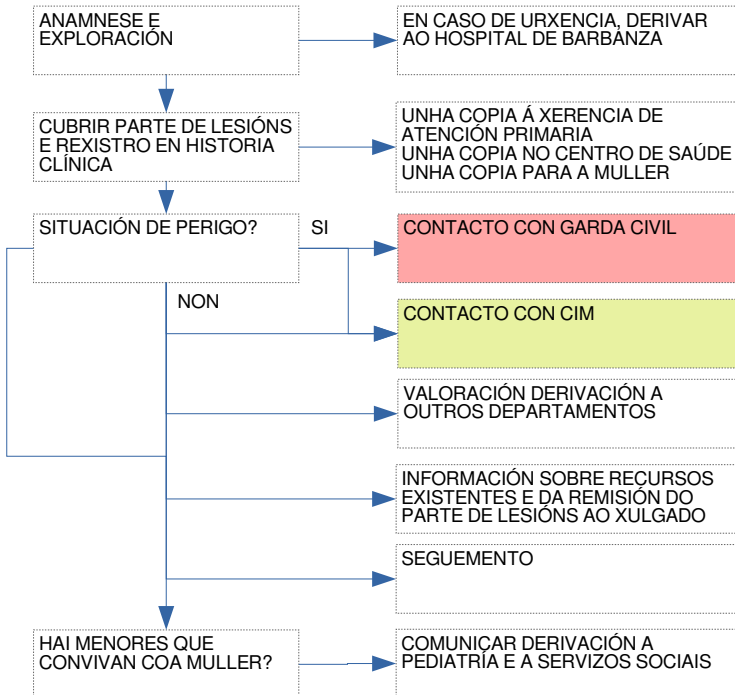 ANAMNESE E
EXPLORACIÓN
EN CASO DE URXENCIA, DERIVAR
AO HOSPITAL DE BARBANZA
CUBRIR PARTE DE LESIÓNS
E REXISTRO EN HISTORIA
CLÍNICA
UNHA COPIA Á XERENCIA DE
ATENCIÓN PRIMARIA
UNHA COPIA NO CENTRO DE SAÚDE
UNHA COPIA PARA A MULLER
SITUACIÓN DE PERIGO?
SI
CONTACTO CON GARDA CIVIL
NON
CONTACTO CON CIM
VALORACIÓN DERIVACIÓN A
OUTROS DEPARTAMENTOS
INFORMACIÓN SOBRE RECURSOS
EXISTENTES E DA REMISIÓN DO
PARTE DE LESIÓNS AO XULGADO
SEGUEMENTO
HAI MENORES QUE
CONVIVAN COA MULLER?
COMUNICAR DERIVACIÓN A
PEDIATRÍA E A SERVIZOS SOCIAIS